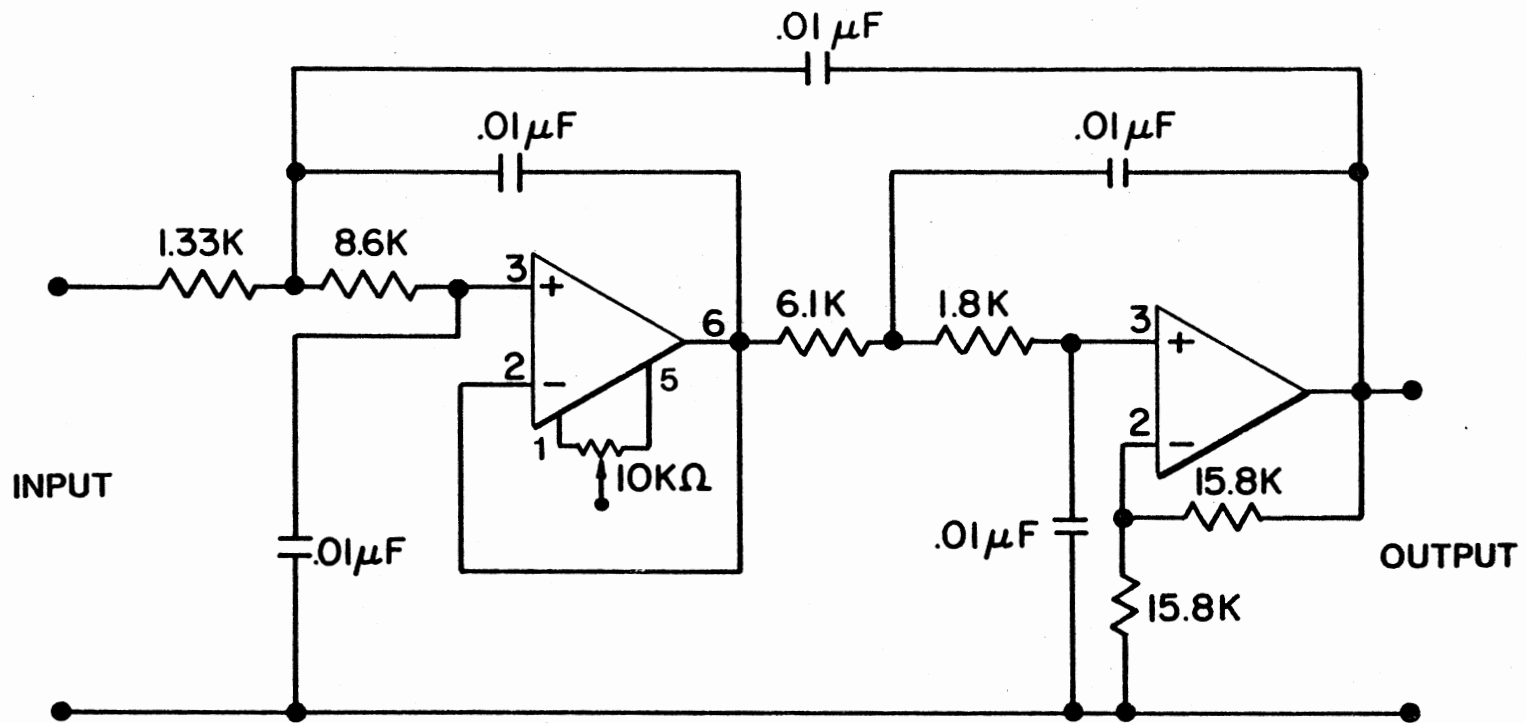 .01 μF
.01 μF
.01 μF
1.33K
8.6K
3
+
6
6.1K
1.8K
3
+
2
−
5
1
10KΩ
2
−
15.8K
INPUT
.01μF
.01μF
OUTPUT
15.8K